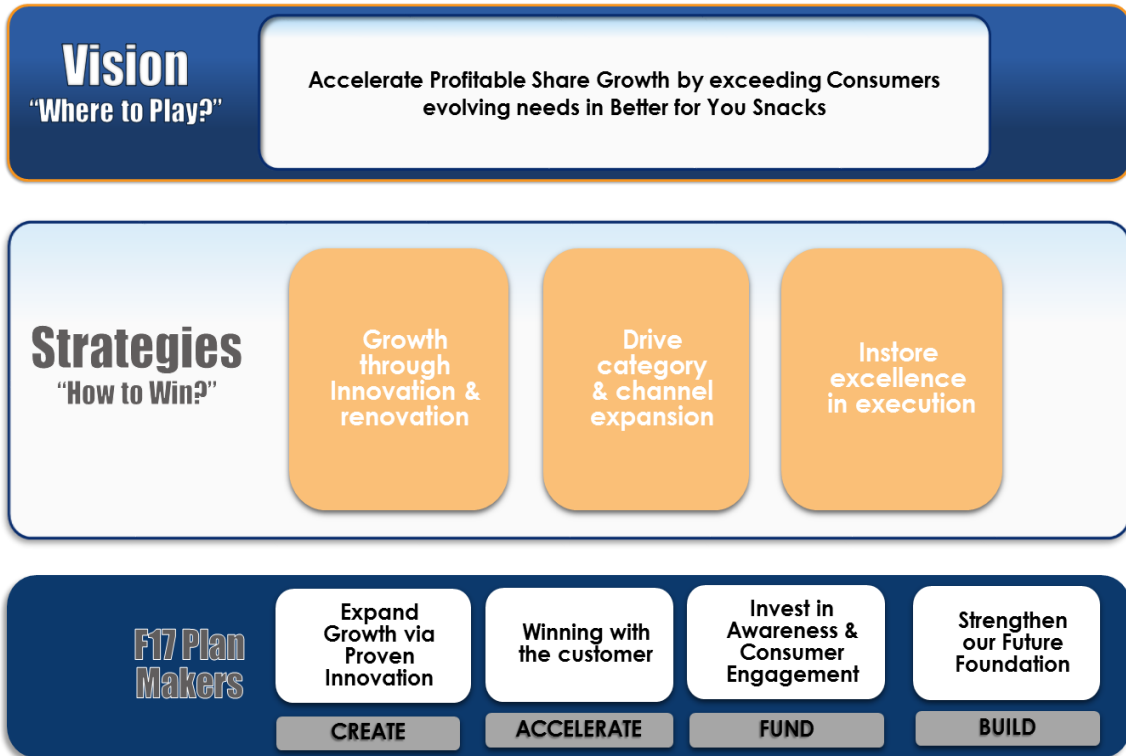 Vision
“Where to Play?”
Accelerate Profitable Share Growth by exceeding Consumers
evolving needs in Better for You Snacks
Strategies
“How to Win?”
Growth
through
Innovation &
renovation
Drive
category
& channel
expansion
Instore
excellence
in execution
F17 Plan
Makers
Expand
Growth via
Proven
Innovation
CREATE
Winning with
the customer
ACCELERATE
Invest in
Awareness &
Consumer
Engagement
FUND
Strengthen
our Future
Foundation
BUILD